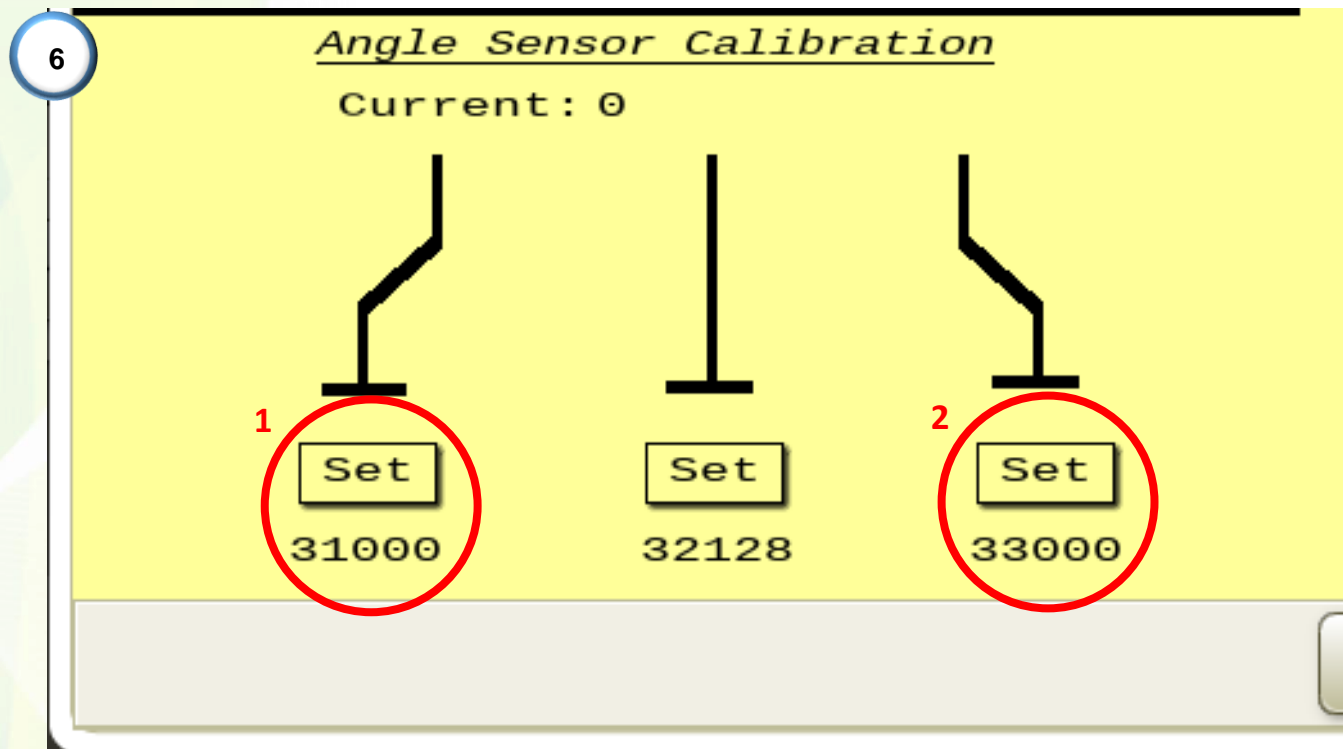 6
Angle Sensor Calibration
Current: 0
1
2
Set Set Set
31000 32128 33000